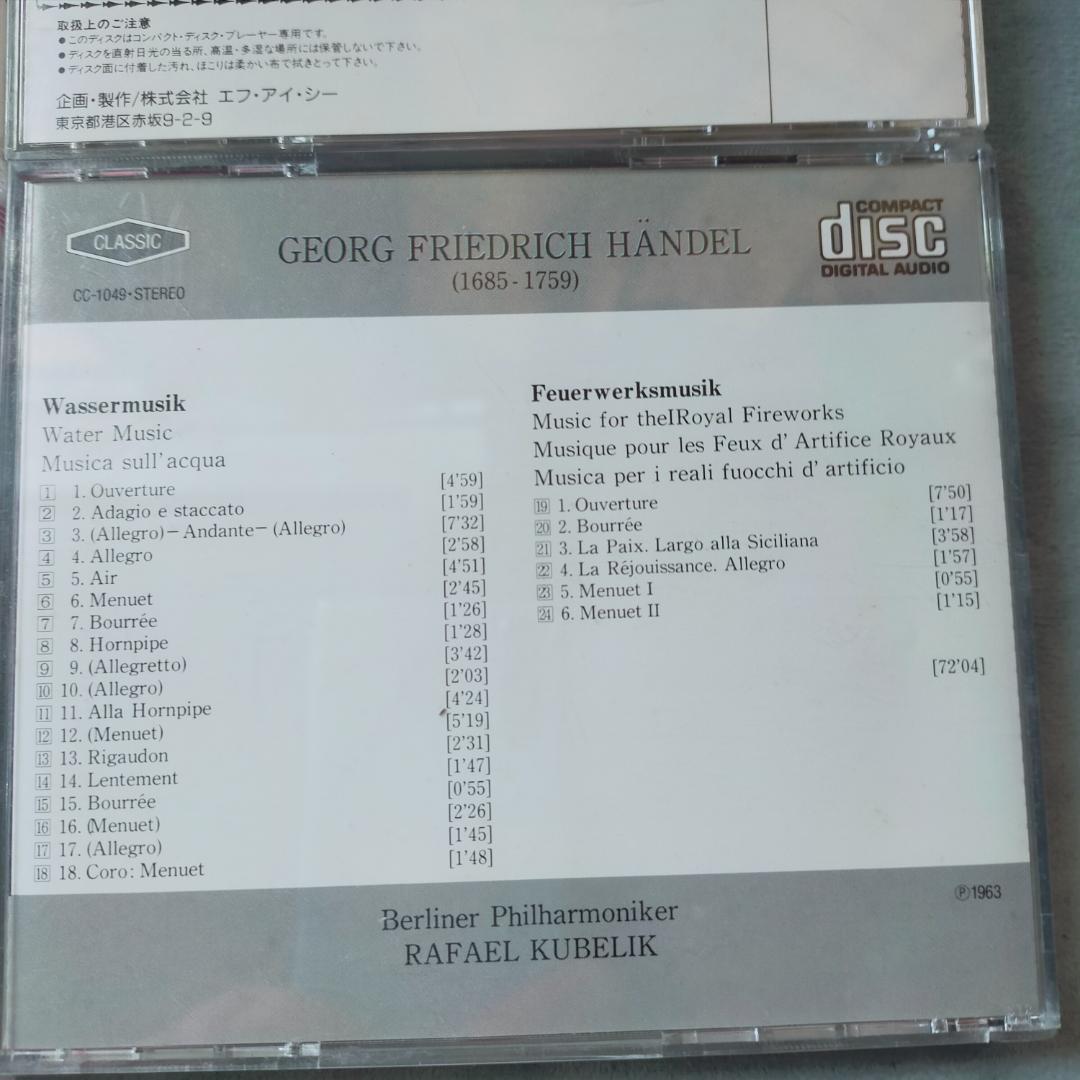 取扱上のご注意
●このディスクはコンパクト・ディスク・プレーヤー専用です。
●ディスクを直射日光の当る所、高温・多湿な場所には保管しないで下さい。
●ディスク面に付着した汚れ、ほこりは柔かい布で拭きとって下さい。
企画・製作/株式会社 エフ・アイ・シー
東京都港区赤坂9-2-9
CLASSIC
CC-1049・STEREO
GEORG FRIEDRICH HÄNDEL
(1685-1759)
COMPACT
disc
DIGITAL AUDIO
Wassermusik
Water Music
Musica sull'acqua
1 1. Ouverture [4'59]
2 2. Adagio e staccato [1'59]
3 3. (Allegro)－Andante－(Allegro) [7'32]
4 4. Allegro [2'58]
5 5. Air [4'51]
6 6. Menuet [2'45]
7 7. Bourrée [1'26]
8 8. Hornpipe [1'28]
9 9. (Allegretto) [3'42]
10 10. (Allegro) [2'03]
11 11. Alla Hornpipe [4'24]
12 12. (Menuet) [5'19]
13 13. Rigaudon [2'31]
14 14. Lentement [1'47]
15 15. Bourrée [0'55]
16 16. (Menuet) [2'26]
17 17. (Allegro) [1'45]
18 18. Coro: Menuet [1'48]
Feuerwerksmusik
Music for theIRoyal Fireworks
Musique pour les Feux d'Artifice Royaux
Musica per i reali fuocchi d'artificio
19 1. Ouverture [7'50]
20 2. Bourrée [1'17]
21 3. La Paix. Largo alla Siciliana [3'58]
22 4. La Réjouissance. Allegro [1'57]
23 5. Menuet I [0'55]
24 6. Menuet II [1'15]
[72'04]
Ⓟ1963
Berliner Philharmoniker
RAFAEL KUBELIK